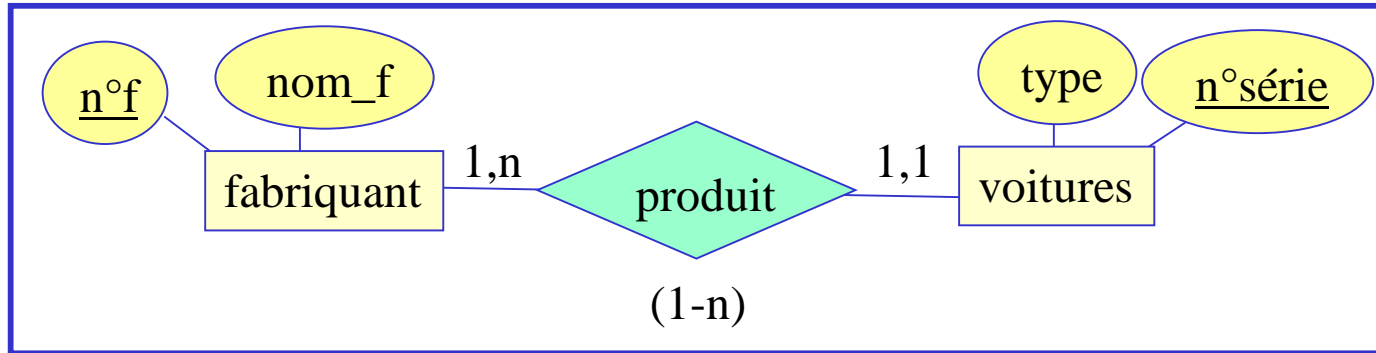 n°f
nom_f
type
n°série
fabriquant
1,n
produit
1,1
voitures
(1-n)